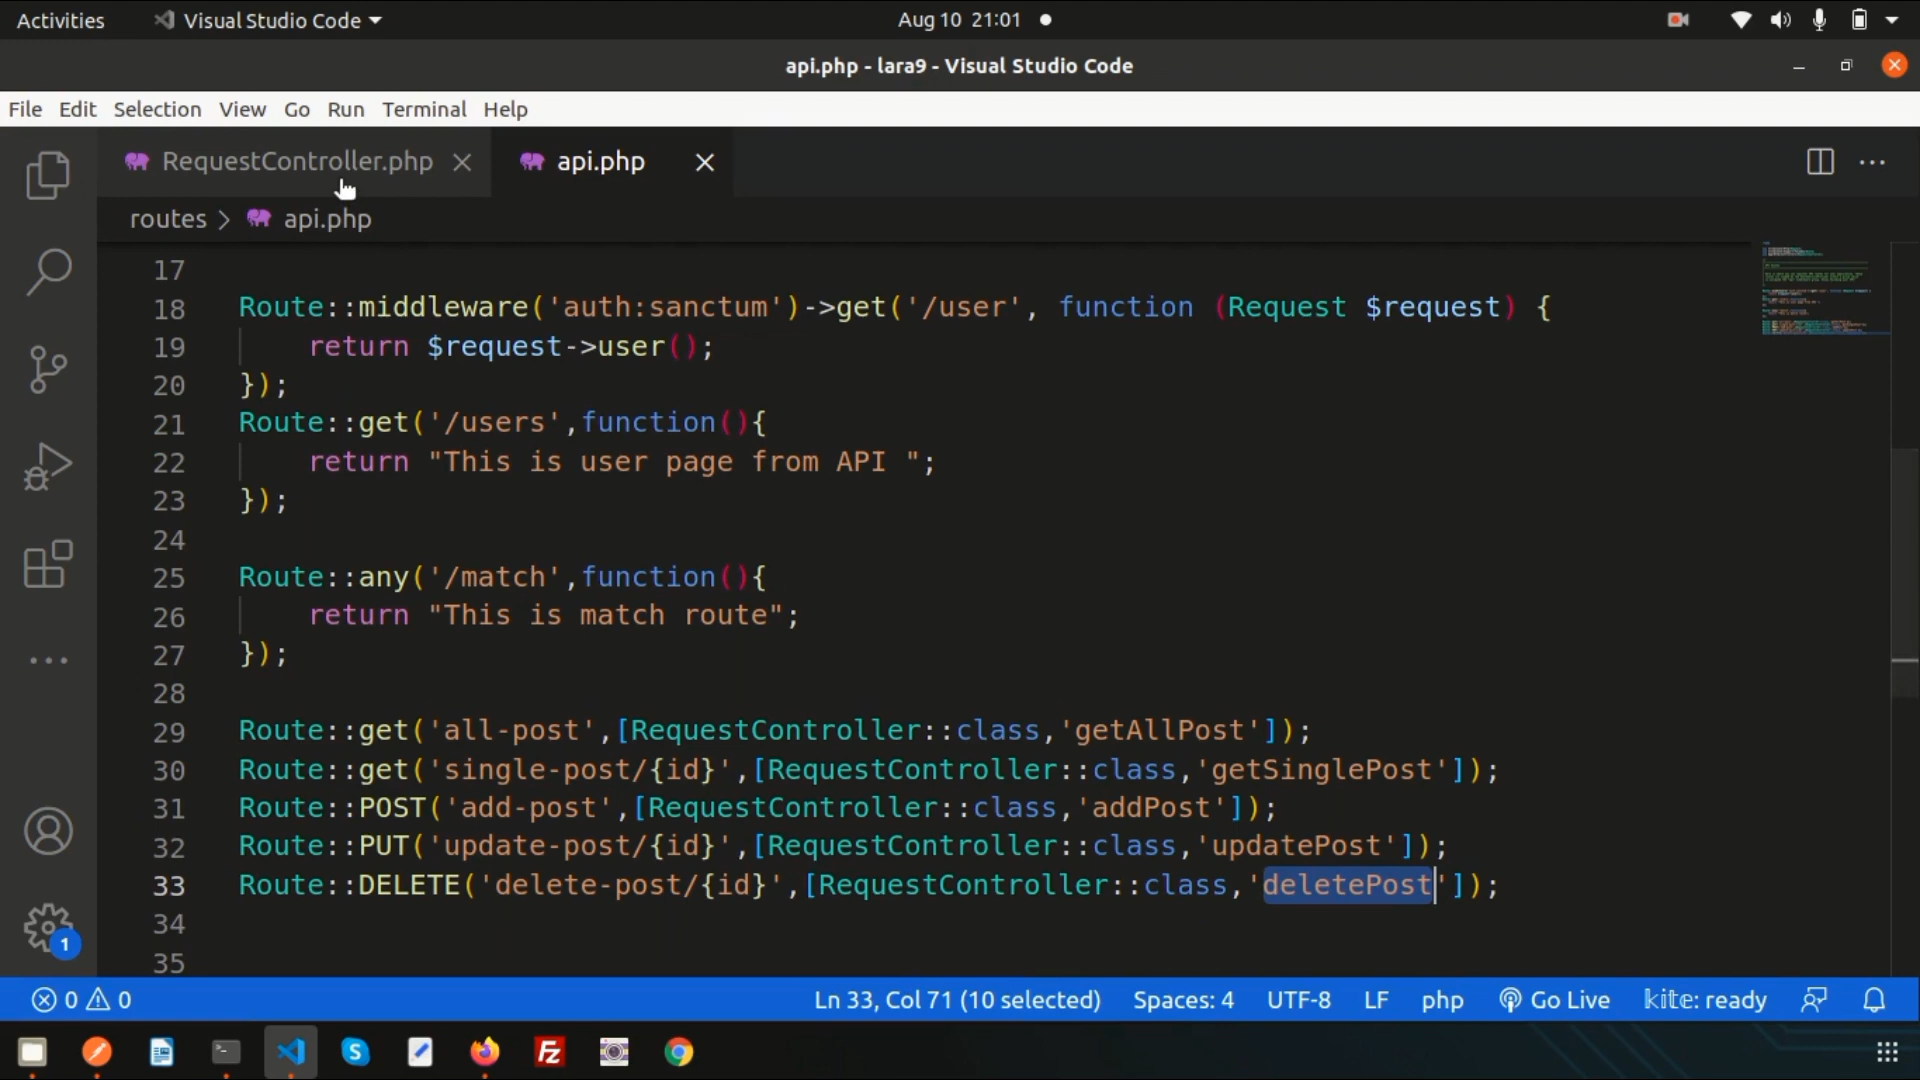 Activities Visual Studio Code Aug 10 21:01
api.php - lara9 - Visual Studio Code
File Edit Selection View Go Run Terminal Help
RequestController.php api.php
routes > api.php
17
18 Route::middleware('auth:sanctum')->get('/user', function (Request $request) {
19 return $request->user();
20 });
21 Route::get('/users',function(){
22 return "This is user page from API ";
23 });
24
25 Route::any('/match',function(){
26 return "This is match route";
27 });
28
29 Route::get('all-post',[RequestController::class,'getAllPost']);
30 Route::get('single-post/{id}',[RequestController::class,'getSinglePost']);
31 Route::POST('add-post',[RequestController::class,'addPost']);
32 Route::PUT('update-post/{id}',[RequestController::class,'updatePost']);
33 Route::DELETE('delete-post/{id}',[RequestController::class,'deletePost']);
34
35
1
0 0 Ln 33, Col 71 (10 selected) Spaces: 4 UTF-8 LF php Go Live kite: ready